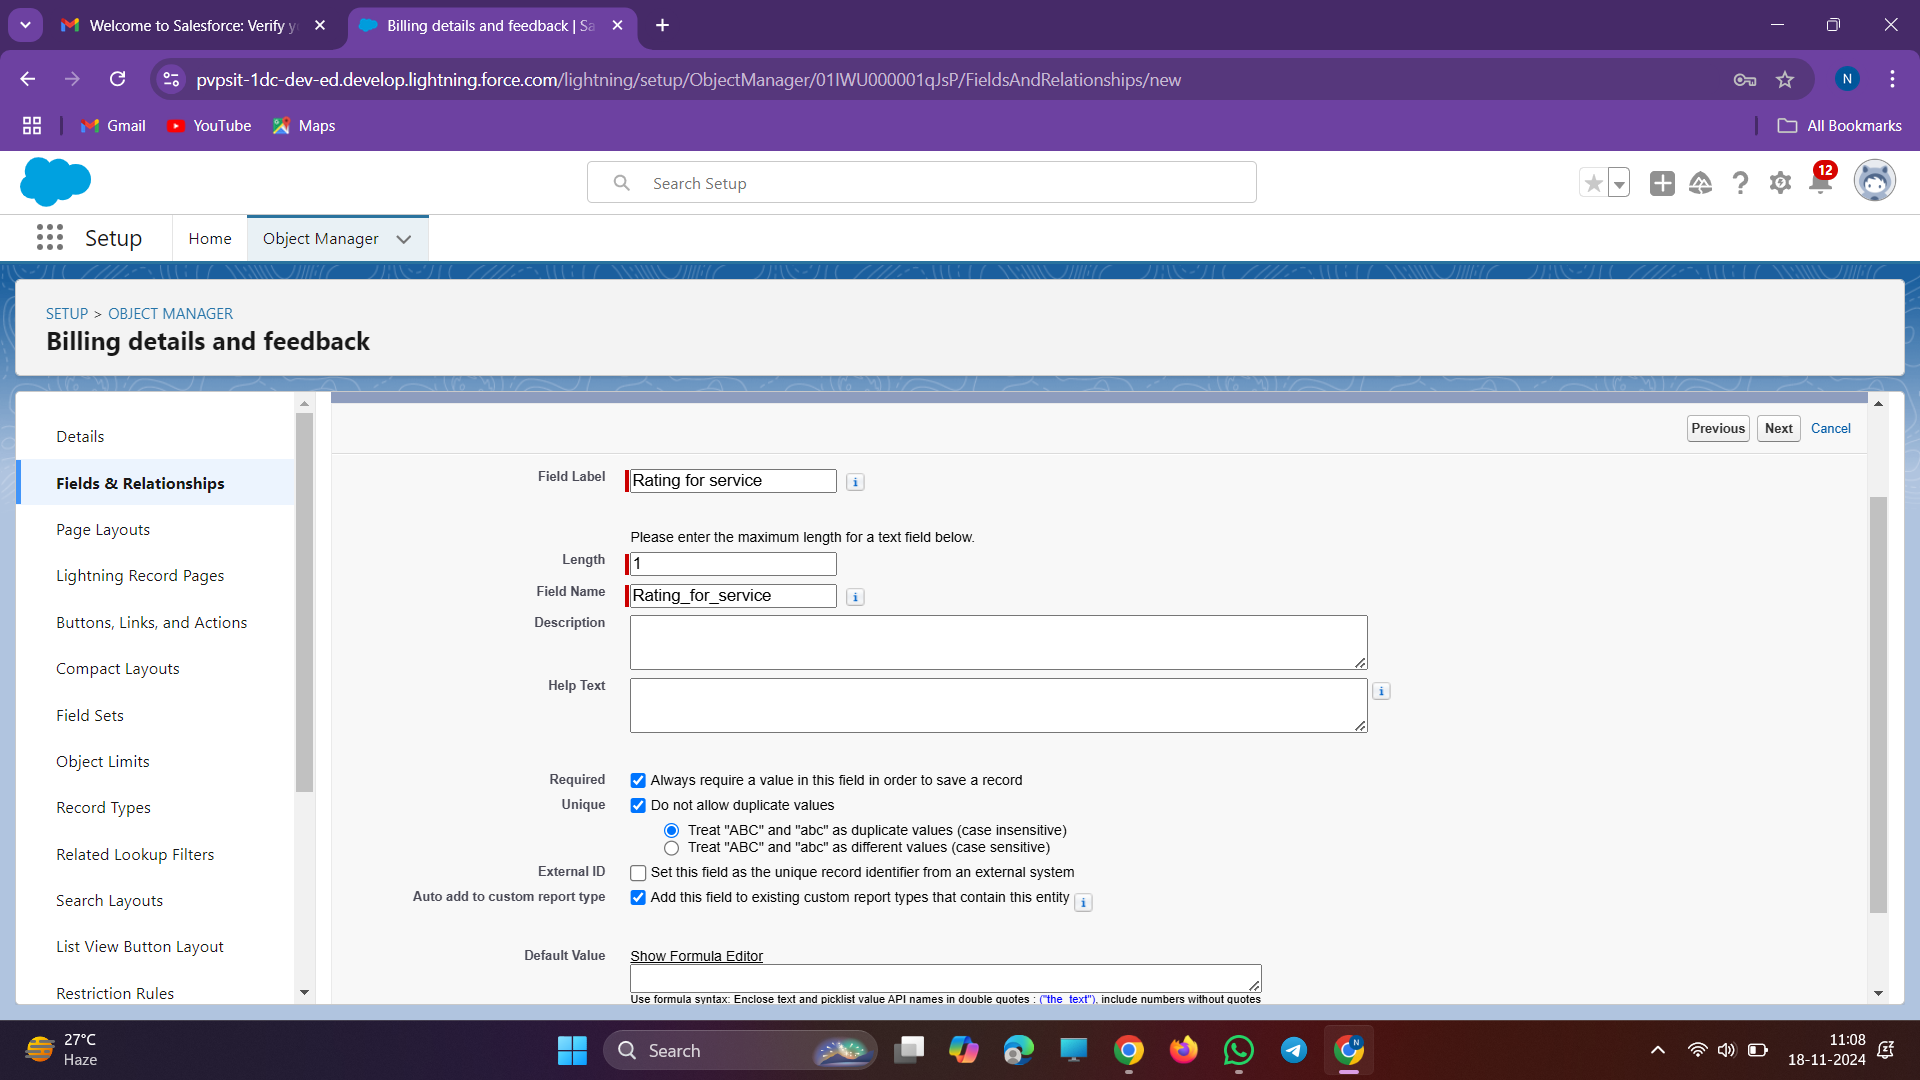 Welcome to Salesforce: Verify y
Billing details and feedback | Sa
pvpsit-1dc-dev-ed.develop.lightning.force.com/lightning/setup/ObjectManager/01IWU000001qJsP/FieldsAndRelationships/new
N
Gmail
YouTube
Maps
All Bookmarks
Search Setup
12
Setup
Home
Object Manager
SETUP > OBJECT MANAGER
Billing details and feedback
Details
Fields & Relationships
Page Layouts
Lightning Record Pages
Buttons, Links, and Actions
Compact Layouts
Field Sets
Object Limits
Record Types
Related Lookup Filters
Search Layouts
List View Button Layout
Restriction Rules
Previous Next Cancel
Field Label Rating for service i
Please enter the maximum length for a text field below.
Length 1
Field Name Rating_for_service i
Description
Help Text i
Required Always require a value in this field in order to save a record
Unique Do not allow duplicate values
Treat "ABC" and "abc" as duplicate values (case insensitive)
Treat "ABC" and "abc" as different values (case sensitive)
External ID Set this field as the unique record identifier from an external system
Auto add to custom report type Add this field to existing custom report types that contain this entity i
Default Value Show Formula Editor
Use formula syntax: Enclose text and picklist value API names in double quotes : ("the_text"), include numbers without quotes
27°C
Haze
Search
N
11:08
18-11-2024